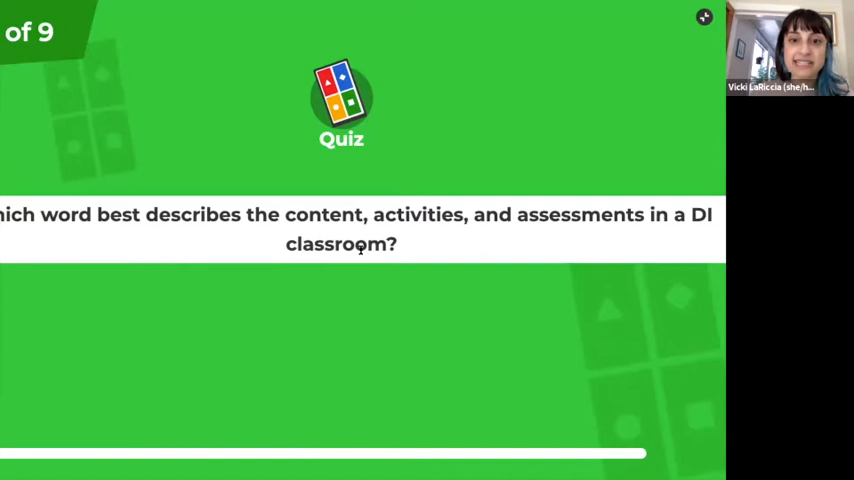 of 9
Vicki LaRiccia (she/h...
Quiz
hich word best describes the content, activities, and assessments in a DI
classroom?